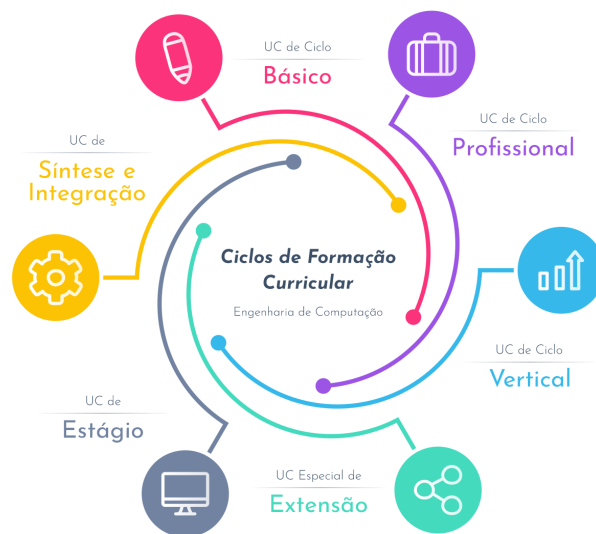 UC de Ciclo
Básico
UC de Ciclo
Profissional
UC de
Síntese e
Integração
Ciclos de Formação
Curricular
Engenharia de Computação
UC de Ciclo
Vertical
UC de
Estágio
UC Especial de
Extensão